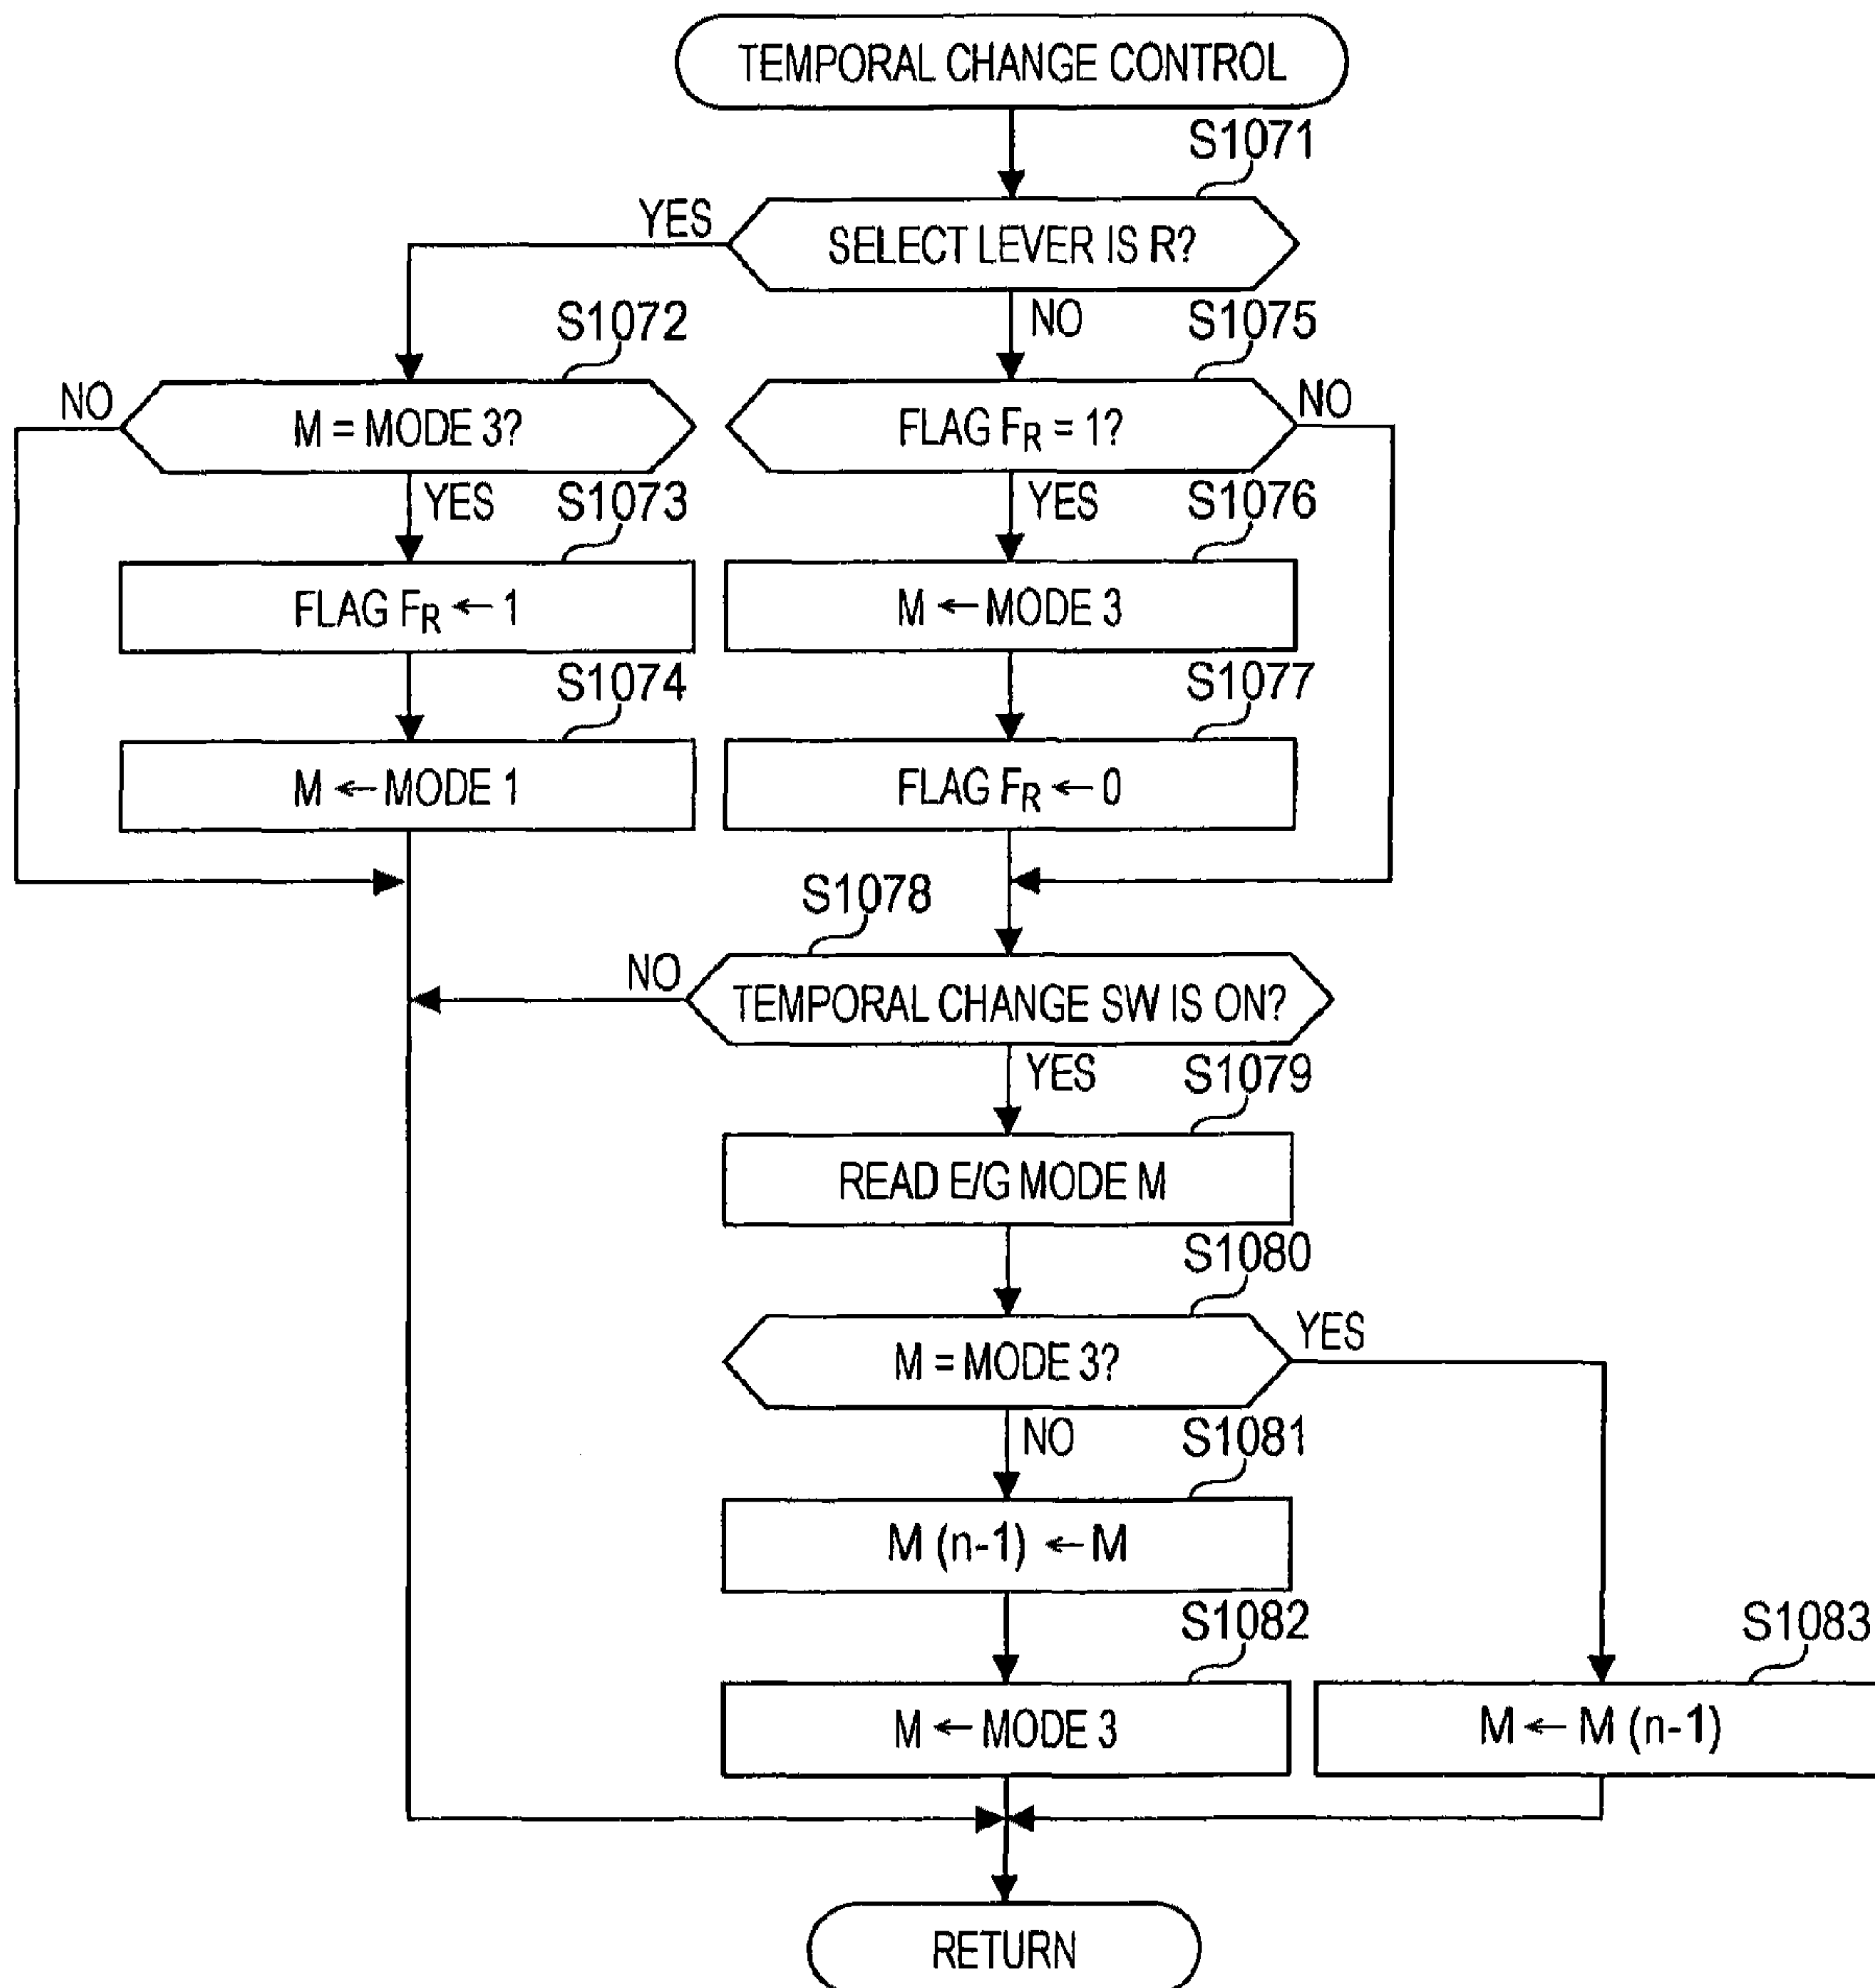 TEMPORAL CHANGE CONTROL
S1071
YES
SELECT LEVER IS R?
NO
S1072
S1075
NO
M = MODE 3?
FLAG FR = 1?
NO
YES
S1073
YES
S1076
FLAG FR ← 1
M ← MODE 3
S1074
S1077
M ← MODE 1
FLAG FR ← 0
S1078
NO
TEMPORAL CHANGE SW IS ON?
YES
S1079
READ E/G MODE M
S1080
M = MODE 3?
YES
NO
S1081
M (n-1) ← M
S1082
S1083
M ← MODE 3
M ← M (n-1)
RETURN